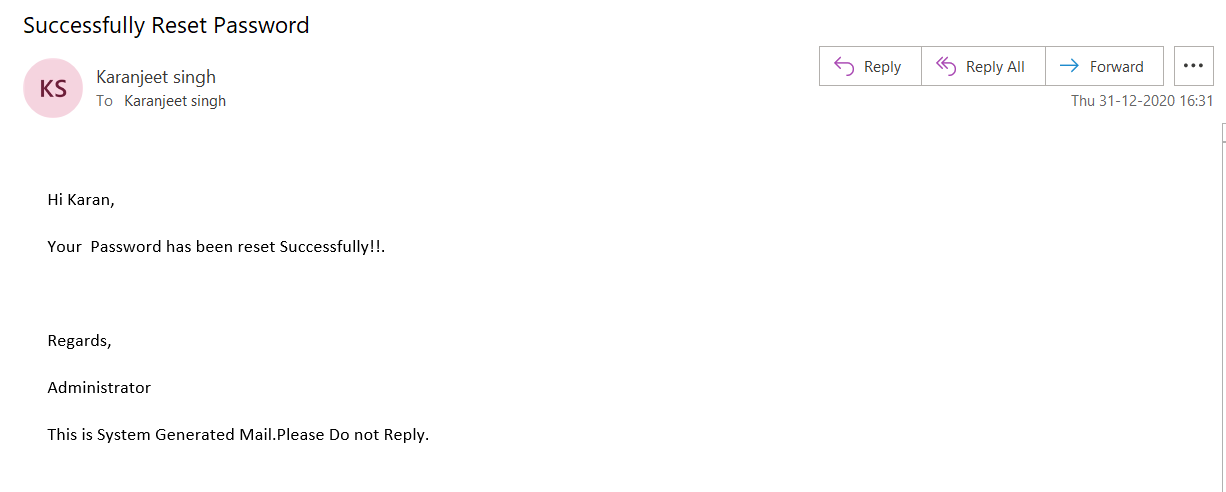 Successfully Reset Password
KS
Karanjeet singh
To Karanjeet singh
Reply
Reply All
Forward
Thu 31-12-2020 16:31
Hi Karan,
Your  Password has been reset Successfully!!.
Regards,
Administrator
This is System Generated Mail.Please Do not Reply.